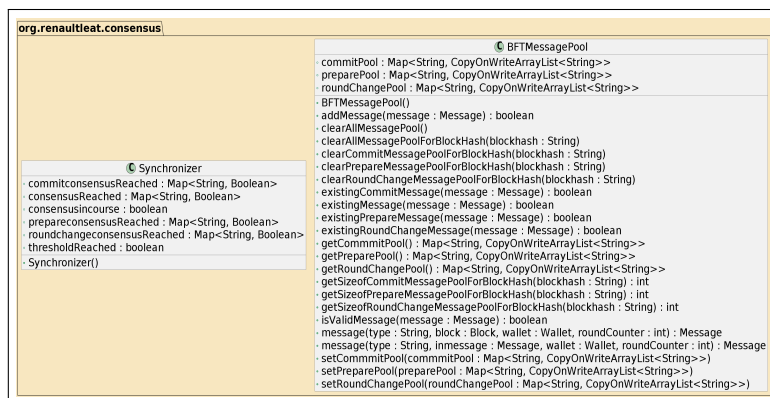 org.renaultleat.consensus
C Synchronizer
commitconsensusReached : Map<String, Boolean>
consensusReached : Map<String, Boolean>
consensusincourse : boolean
prepareconsensusReached : Map<String, Boolean>
roundchangeconsensusReached : Map<String, Boolean>
thresholdReached : boolean
Synchronizer()
C BFTMessagePool
commitPool : Map<String, CopyOnWriteArrayList<String>>
preparePool : Map<String, CopyOnWriteArrayList<String>>
roundChangePool : Map<String, CopyOnWriteArrayList<String>>
BFTMessagePool()
addMessage(message : Message) : boolean
clearAllMessagePool()
clearAllMessagePoolForBlockHash(blockhash : String)
clearCommitMessagePoolForBlockHash(blockhash : String)
clearPrepareMessagePoolForBlockHash(blockhash : String)
clearRoundChangeMessagePoolForBlockHash(blockhash : String)
existingCommitMessage(message : Message) : boolean
existingMessage(message : Message) : boolean
existingPrepareMessage(message : Message) : boolean
existingRoundChangeMessage(message : Message) : boolean
getCommmitPool() : Map<String, CopyOnWriteArrayList<String>>
getPreparePool() : Map<String, CopyOnWriteArrayList<String>>
getRoundChangePool() : Map<String, CopyOnWriteArrayList<String>>
getSizeofCommitMessagePoolForBlockHash(blockhash : String) : int
getSizeofPrepareMessagePoolForBlockHash(blockhash : String) : int
getSizeofRoundChangeMessagePoolForBlockHash(blockhash : String) : int
isValidMessage(message : Message) : boolean
message(type : String, block : Block, wallet : Wallet, roundCounter : int) : Message
message(type : String, inmessage : Message, wallet : Wallet, roundCounter : int) : Message
setCommmitPool(commmitPool : Map<String, CopyOnWriteArrayList<String>>)
setPreparePool(preparePool : Map<String, CopyOnWriteArrayList<String>>)
setRoundChangePool(roundChangePool : Map<String, CopyOnWriteArrayList<String>>)